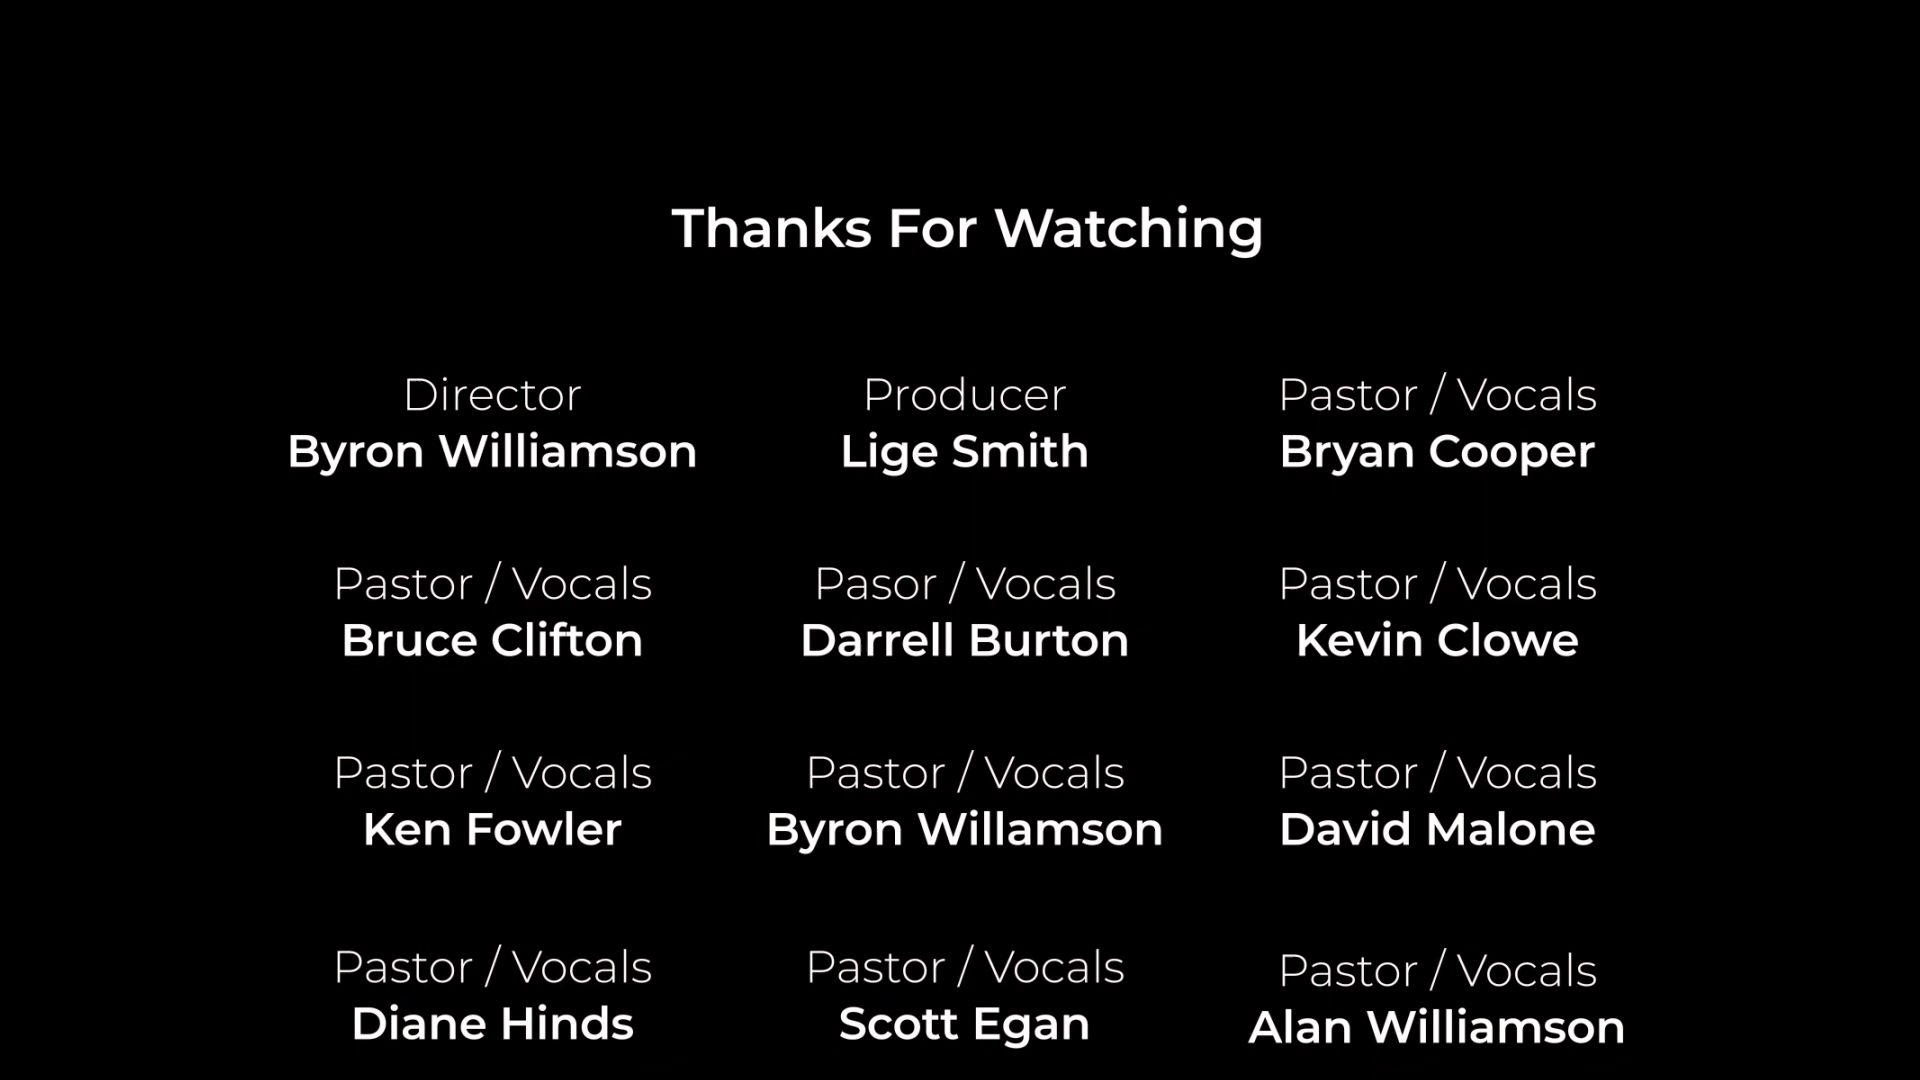 Thanks For Watching
Director
Byron Williamson
Producer
Lige Smith
Pastor / Vocals
Bryan Cooper
Pastor / Vocals
Bruce Clifton
Pasor / Vocals
Darrell Burton
Pastor / Vocals
Kevin Clowe
Pastor / Vocals
Ken Fowler
Pastor / Vocals
Byron Willamson
Pastor / Vocals
David Malone
Pastor / Vocals
Diane Hinds
Pastor / Vocals
Scott Egan
Pastor / Vocals
Alan Williamson